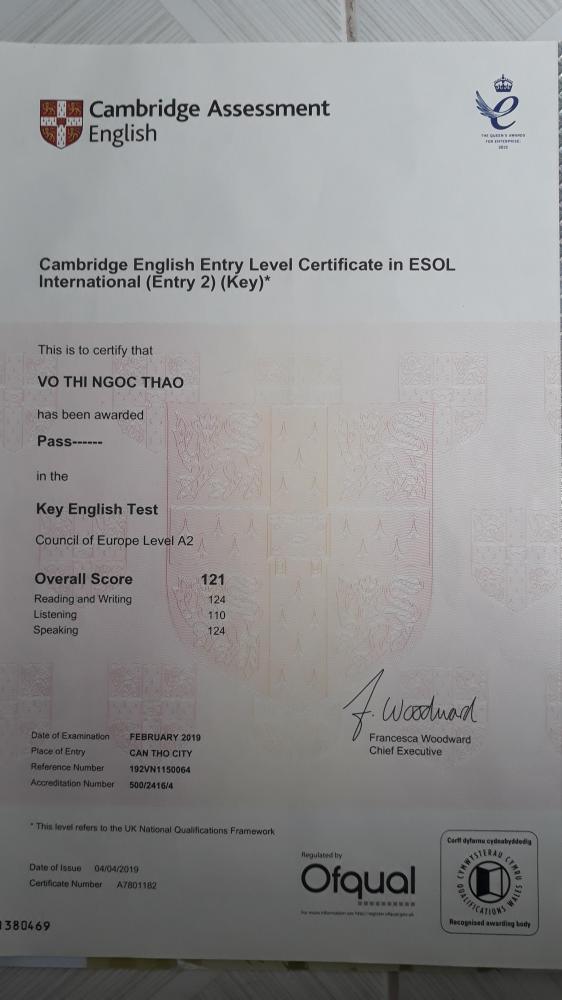 Cambridge Assessment
English
THE QUEEN'S AWARDS
FOR ENTERPRISE:
Cambridge English Entry Level Certificate in ESOL
International (Entry 2) (Key)*
This is to certify that
VO THI NGOC THAO
has been awarded
Pass------
in the
Key English Test
Council of Europe Level A2
Overall Score 121
Reading and Writing 124
Listening 110
Speaking 124
F. Woodward
Francesca Woodward
Chief Executive
Date of Examination FEBRUARY 2019
Place of Entry CAN THO CITY
Reference Number 192VN1150064
Accreditation Number 500/2416/4
* This level refers to the UK National Qualifications Framework
Date of Issue 04/04/2019
Certificate Number A7801182
Regulated by
Ofqual
For more information see http://register.ofqual.gov.uk
Corff dyfarnu cydnabyddedig
CYMWYSTERAU CYMRU
QUALIFICATIONS WALES
Recognised awarding body
380469